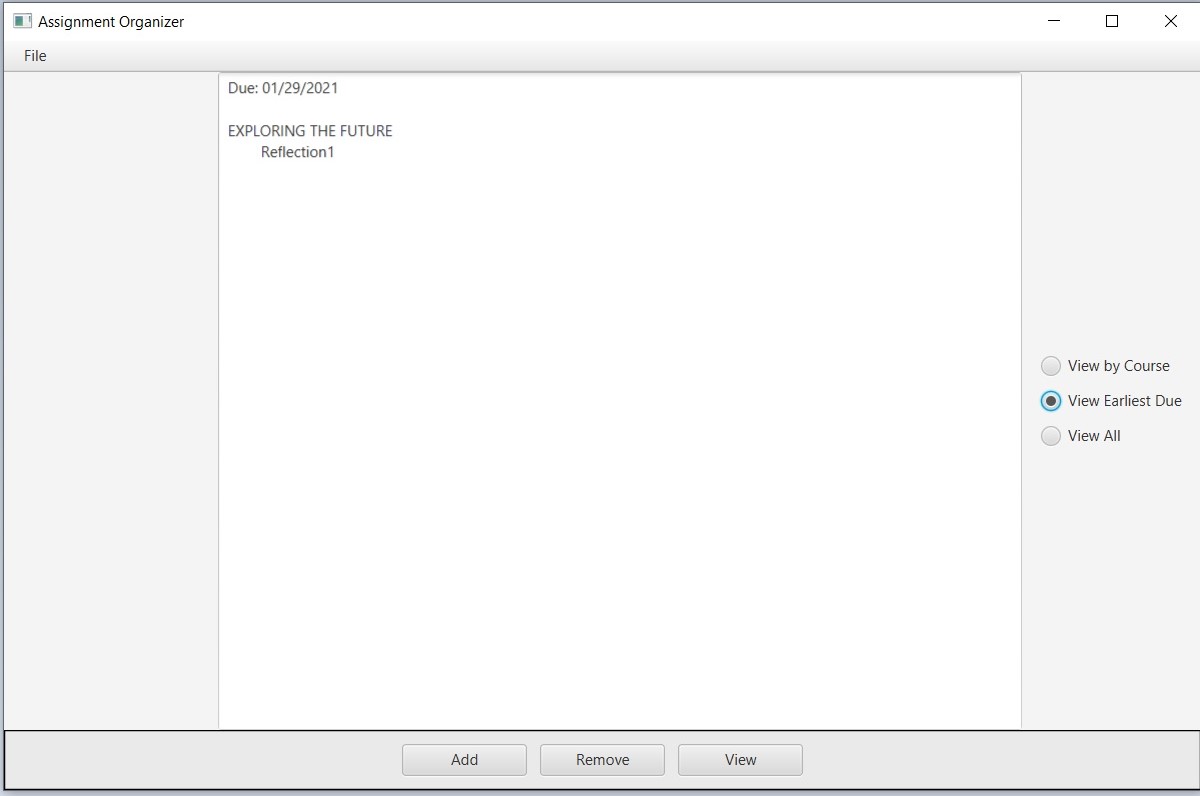 Assignment Organizer
File
Due: 01/29/2021
EXPLORING THE FUTURE
Reflection1
View by Course
View Earliest Due
View All
Add
Remove
View